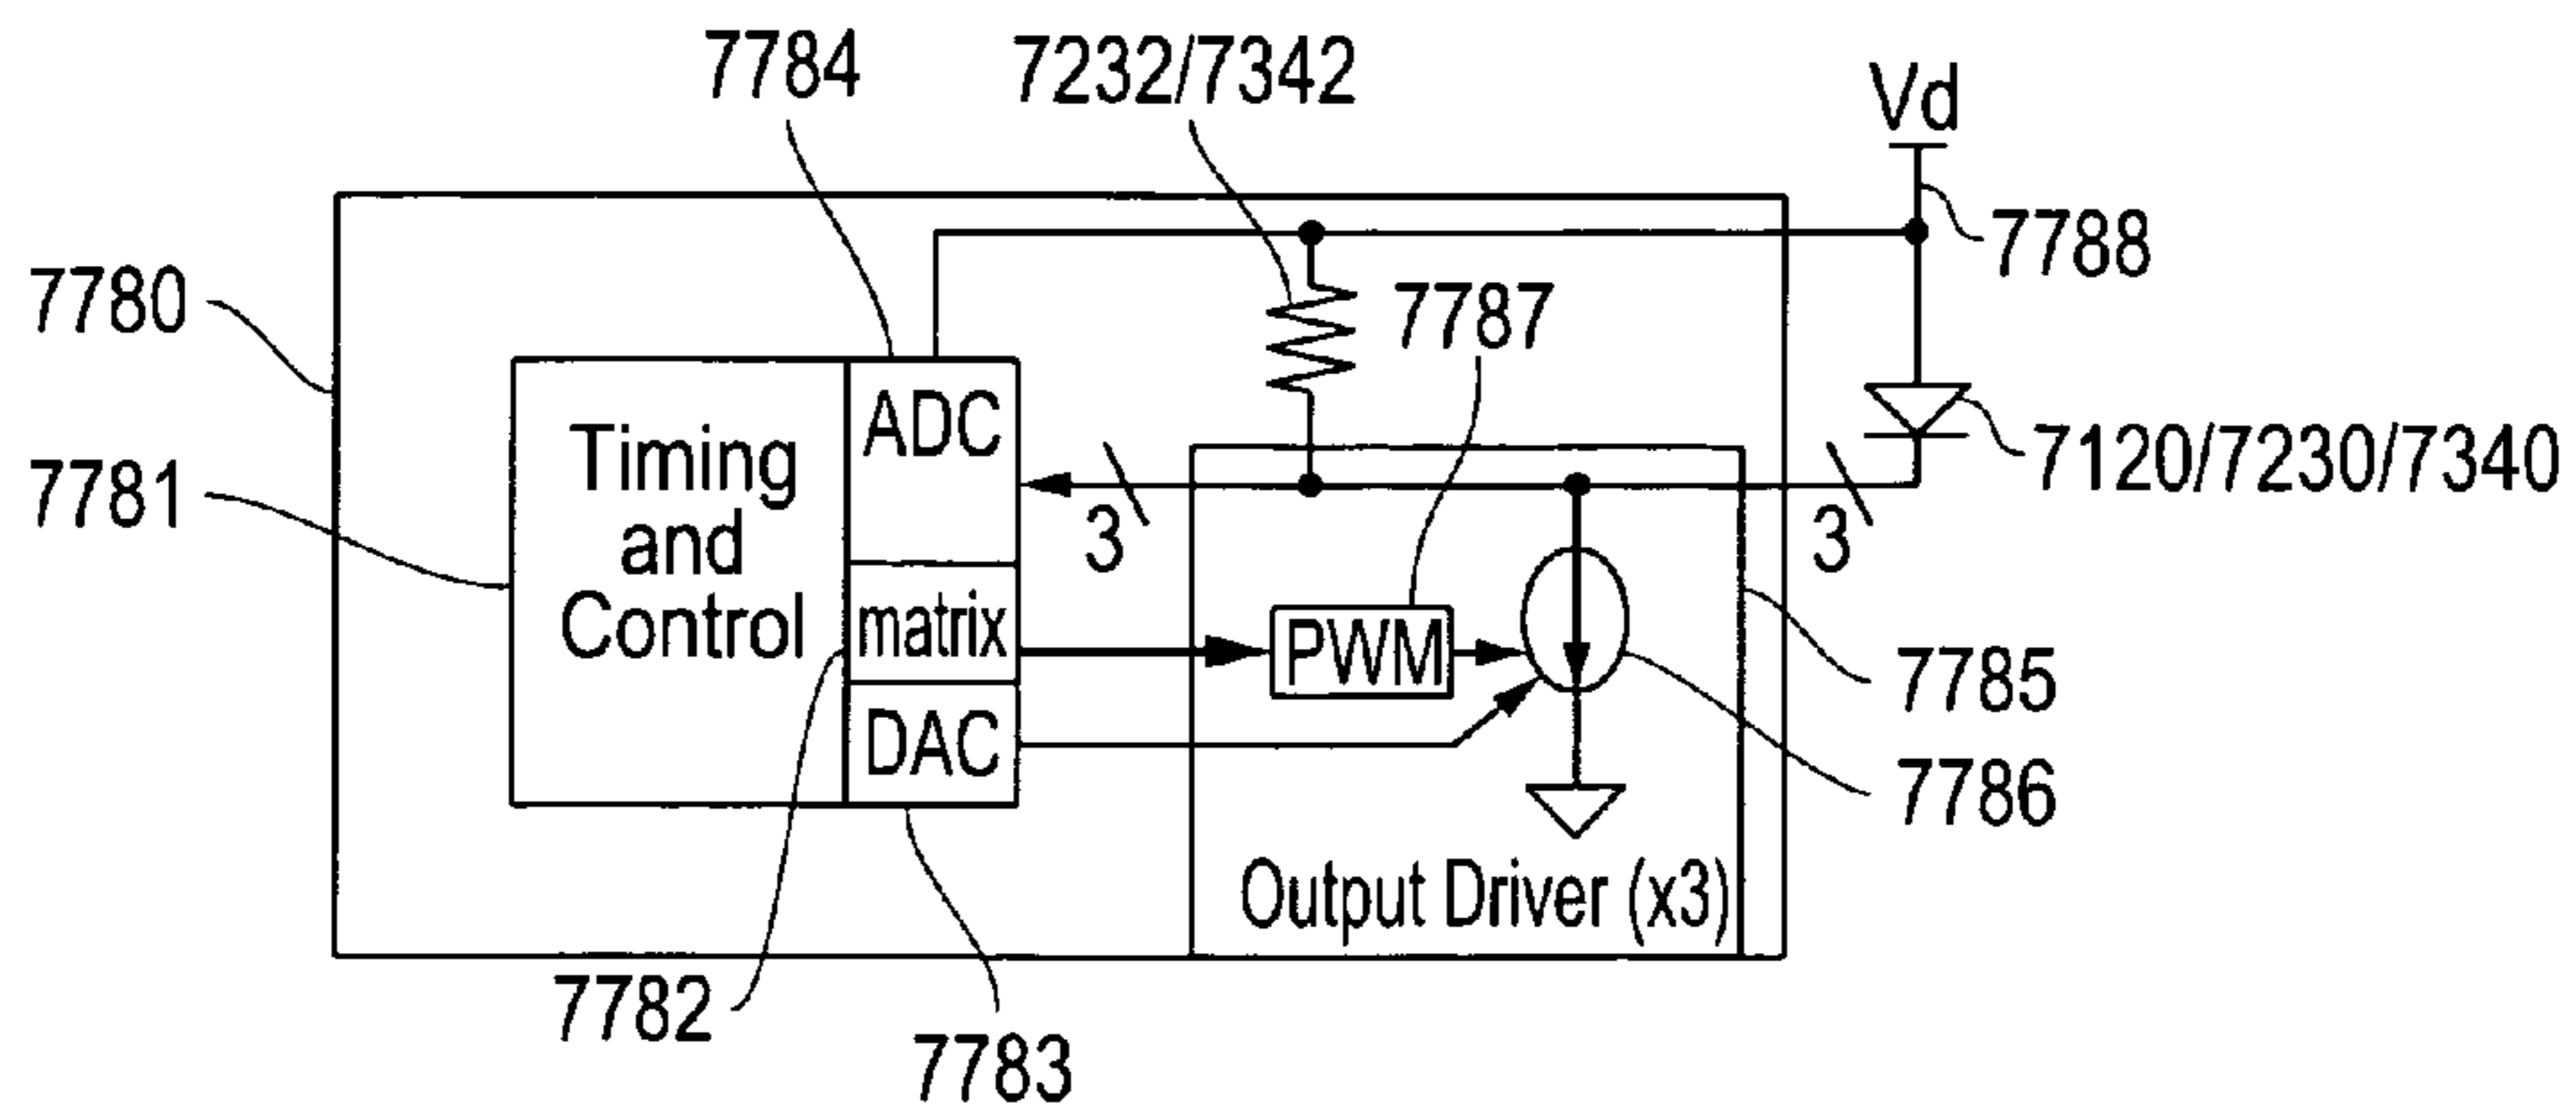 7784
7232/7342
Vd
7788
7780
7787
7781
Timing
and
Control
ADC
matrix
DAC
3
3
7120/7230/7340
PWM
7785
7786
Output Driver (x3)
7782
7783